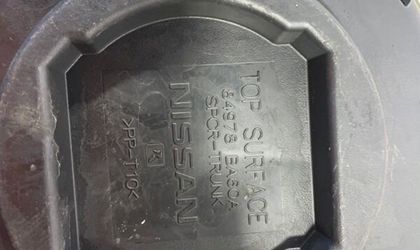 TOP SURFACE
84978 BA60A
SPCR-TRUNK
NISSAN
K
>PP-T10<